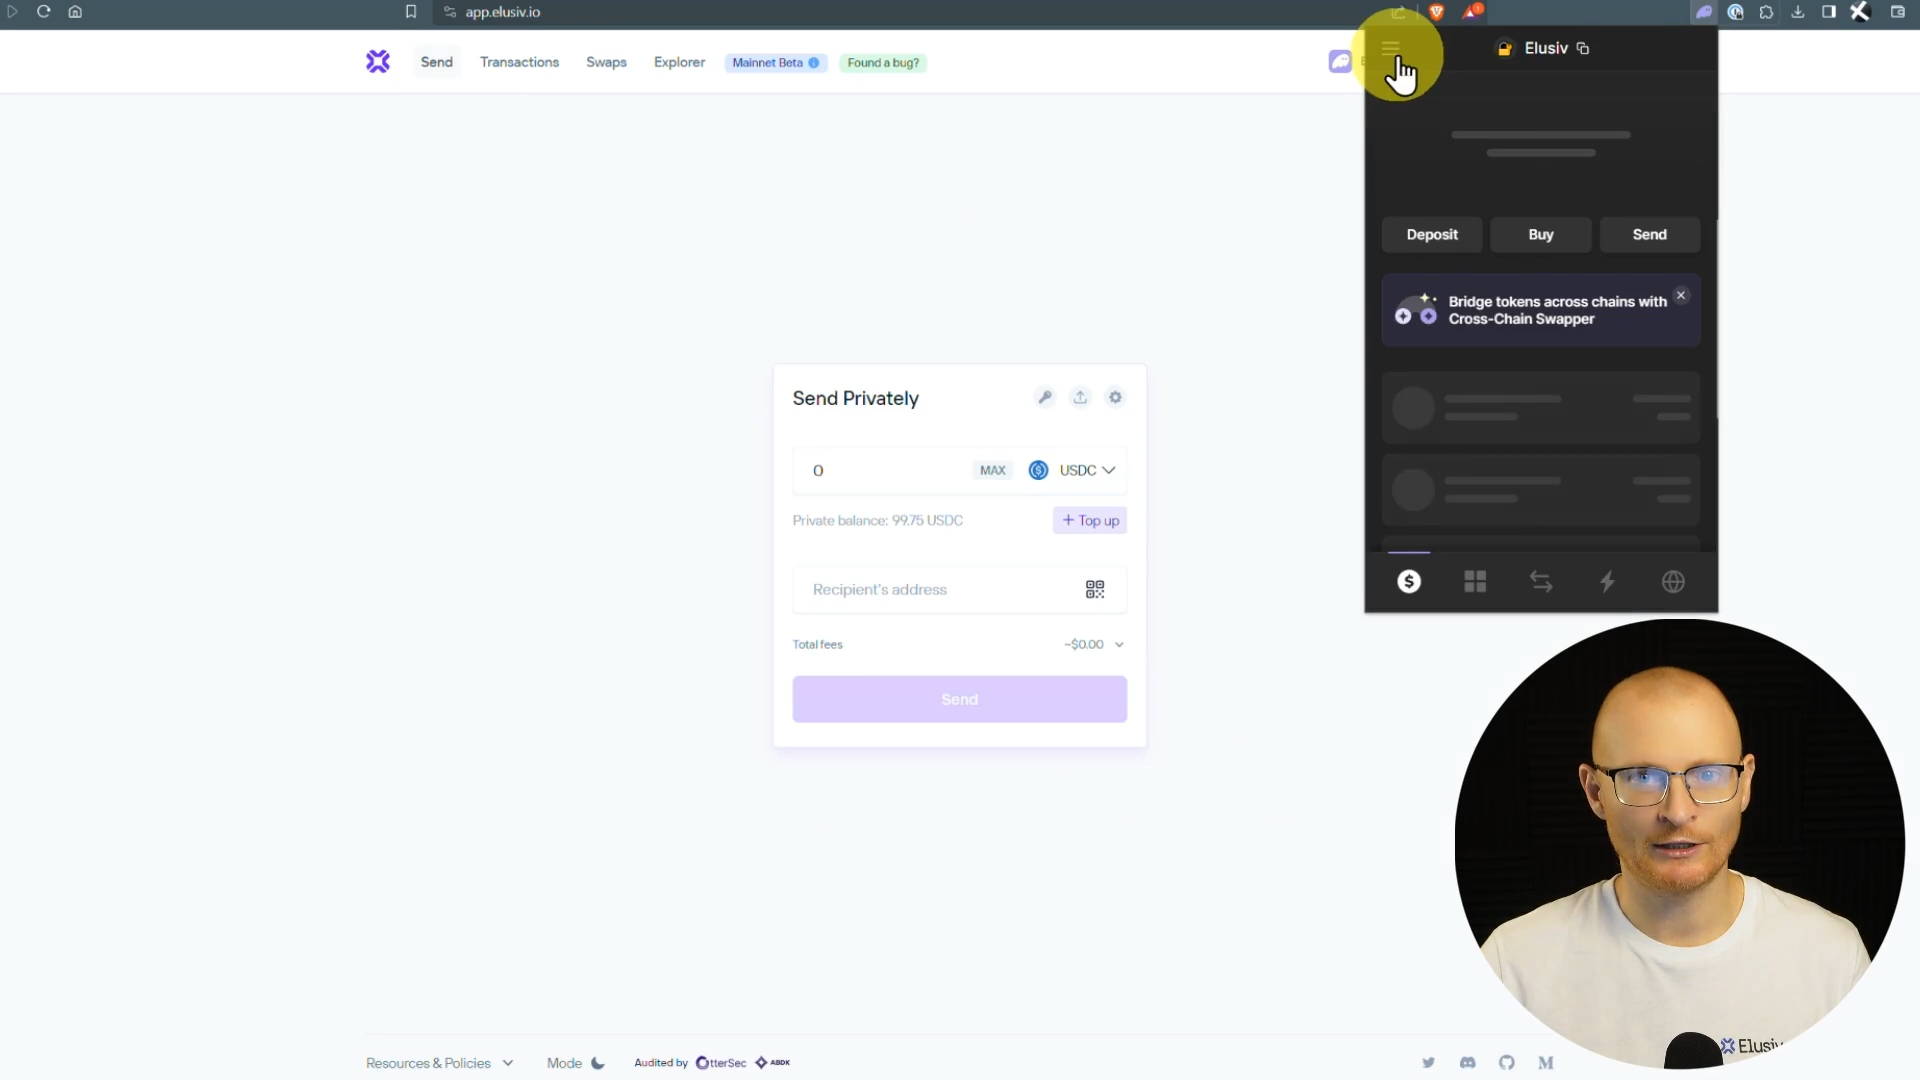 app.elusiv.io
Send
Transactions
Swaps
Explorer
Mainnet Beta
Found a bug?
Elusiv
Deposit
Buy
Send
Bridge tokens across chains with
Cross-Chain Swapper
Send Privately
0
MAX
USDC
Private balance: 99.75 USDC
+ Top up
Recipient's address
Total fees
~$0.00
Send
Resources & Policies
Mode
Audited by
OtterSec
ABDK
Elusiv